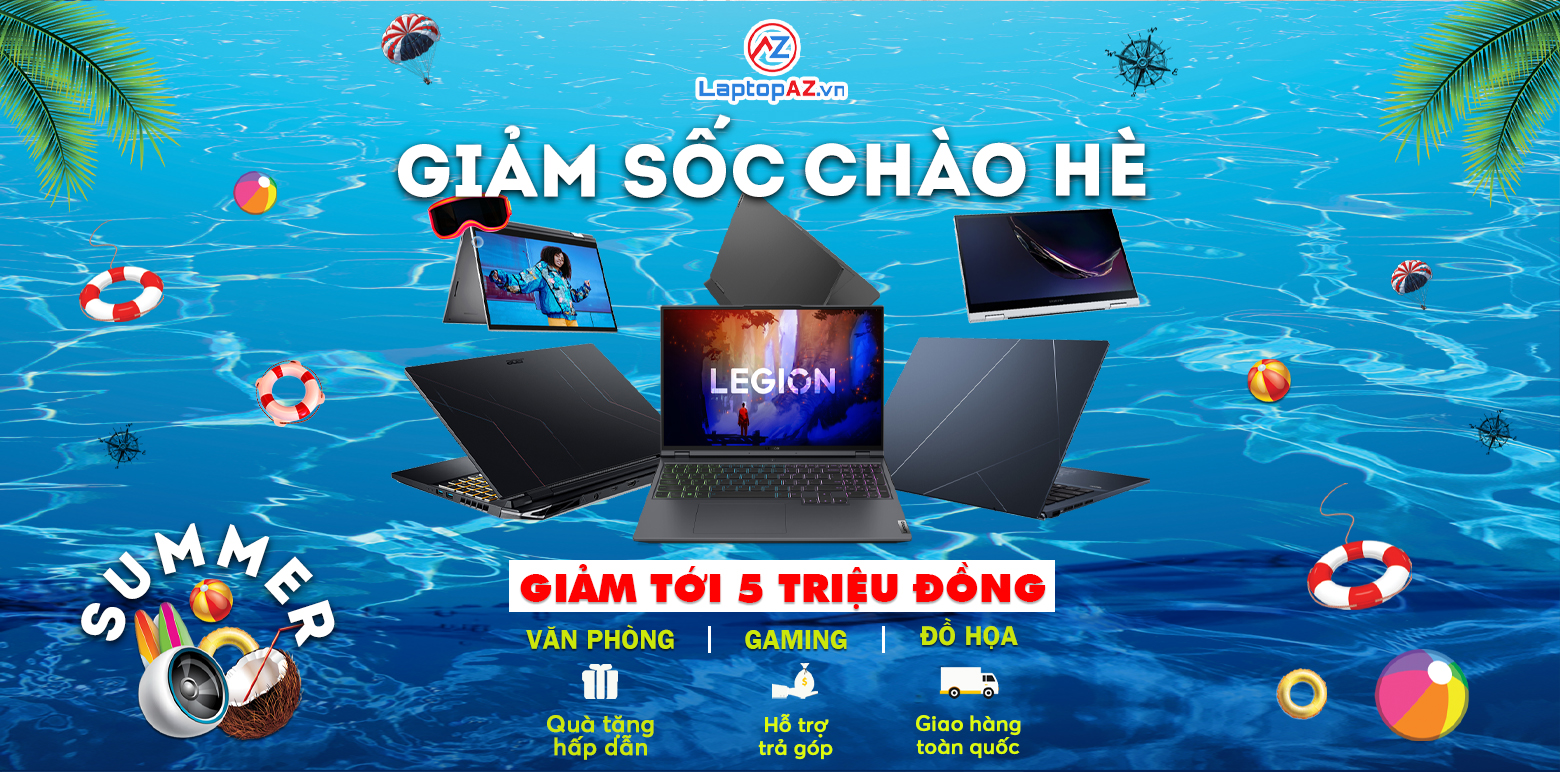 AZ
LaptopAZ.vn
GIẢM SỐC CHÀO HÈ
LEGION
SUMMER
GIẢM TỚI 5 TRIỆU ĐỒNG
VĂN PHÒNG | GAMING | ĐỒ HỌA
Quà tặng
hấp dẫn
Hỗ trợ
trả góp
Giao hàng
toàn quốc